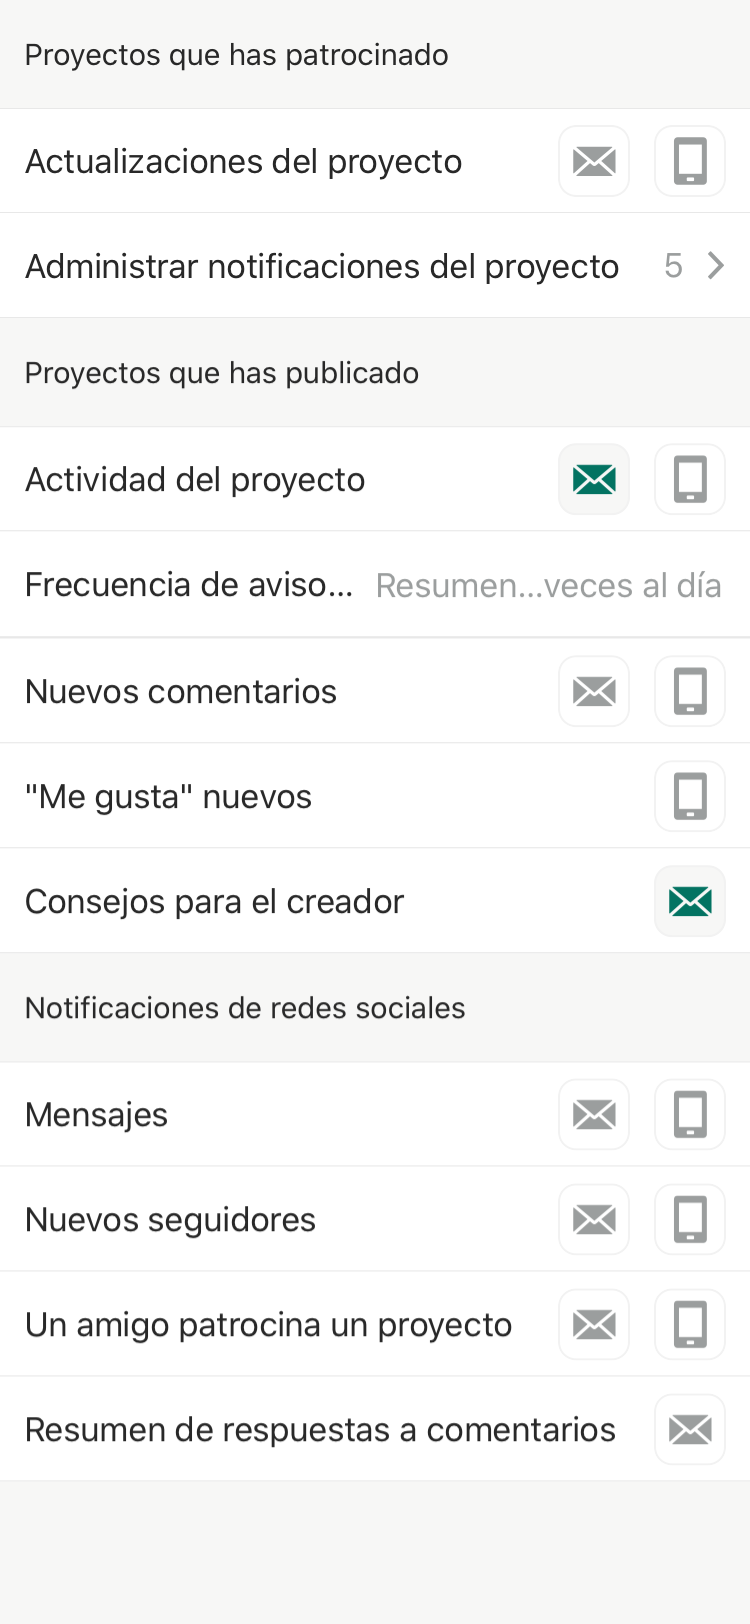 Proyectos que has patrocinado
Actualizaciones del proyecto
Administrar notificaciones del proyecto 5
Proyectos que has publicado
Actividad del proyecto
Frecuencia de aviso... Resumen...veces al día
Nuevos comentarios
"Me gusta" nuevos
Consejos para el creador
Notificaciones de redes sociales
Mensajes
Nuevos seguidores
Un amigo patrocina un proyecto
Resumen de respuestas a comentarios